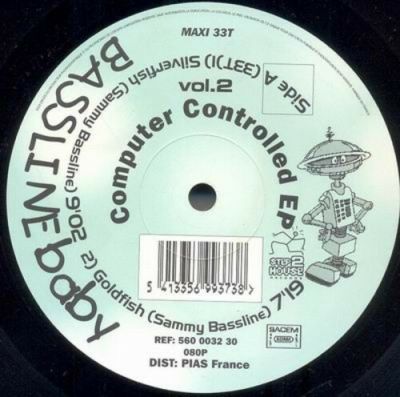 MAXI 33T
Side A (33T)
1) Silverfish (Sammy Bassline) 9'02
vol.2
Computer Controlled EP
BASSLINE baby
2) Goldfish (Sammy Bassline) 7'19
STEP 2
HOUSE
RECORDS
5 413356 993738
REF: 560 0032 30
080P
DIST: PIAS France
SACEM